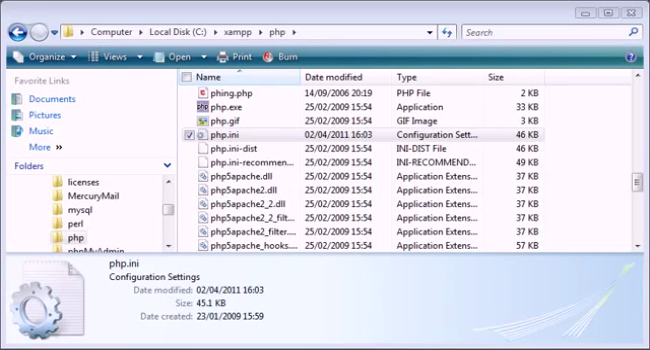 Computer ▸ Local Disk (C:) ▸ xampp ▸ php ▸
Search
Organize Views Open Print Burn
Favorite Links
Documents
Pictures
Music
More »
Folders
licenses
MercuryMail
mysql
perl
php
phpMyAdmin
Name Date modified Type Size
phing.php 14/09/2006 20:19 PHP File 2 KB
php.exe 25/02/2009 15:54 Application 33 KB
php.gif 25/02/2009 15:54 GIF Image 3 KB
php.ini 02/04/2011 16:03 Configuration Sett... 46 KB
php.ini-dist 25/02/2009 15:54 INI-DIST File 46 KB
php.ini-recommen... 25/02/2009 15:54 INI-RECOMMEND... 49 KB
php5apache.dll 25/02/2009 15:54 Application Extens... 37 KB
php5apache2.dll 25/02/2009 15:54 Application Extens... 37 KB
php5apache2_2.dll 25/02/2009 15:54 Application Extens... 37 KB
php5apache2_2_filt... 25/02/2009 15:54 Application Extens... 37 KB
php5apache2_filter.... 25/02/2009 15:54 Application Extens... 37 KB
php5apache_hooks.... 25/02/2009 15:54 Application Extens... 57 KB
php.ini
Configuration Settings
Date modified: 02/04/2011 16:03
Size: 45.1 KB
Date created: 23/01/2009 15:59